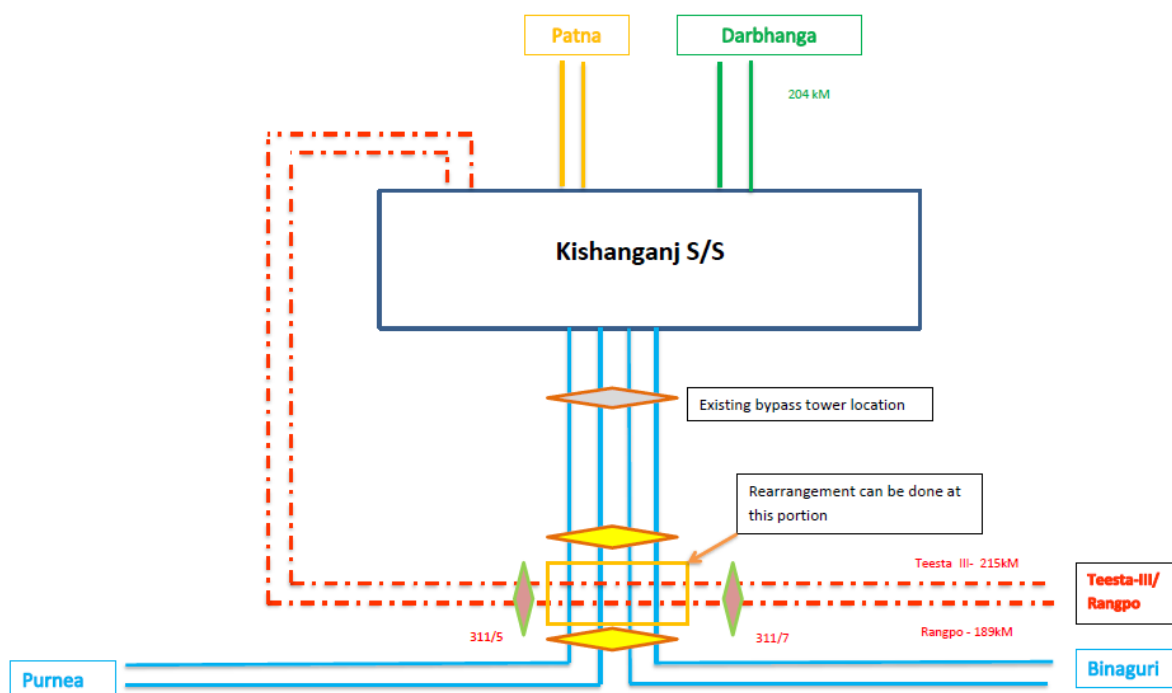 Patna
Darbhanga
204 kM
Kishanganj S/S
Existing bypass tower location
Rearrangement can be done at
this portion
Teesta III- 215kM
Teesta-III/
Rangpo
311/5
311/7
Rangpo - 189kM
Purnea
Binaguri